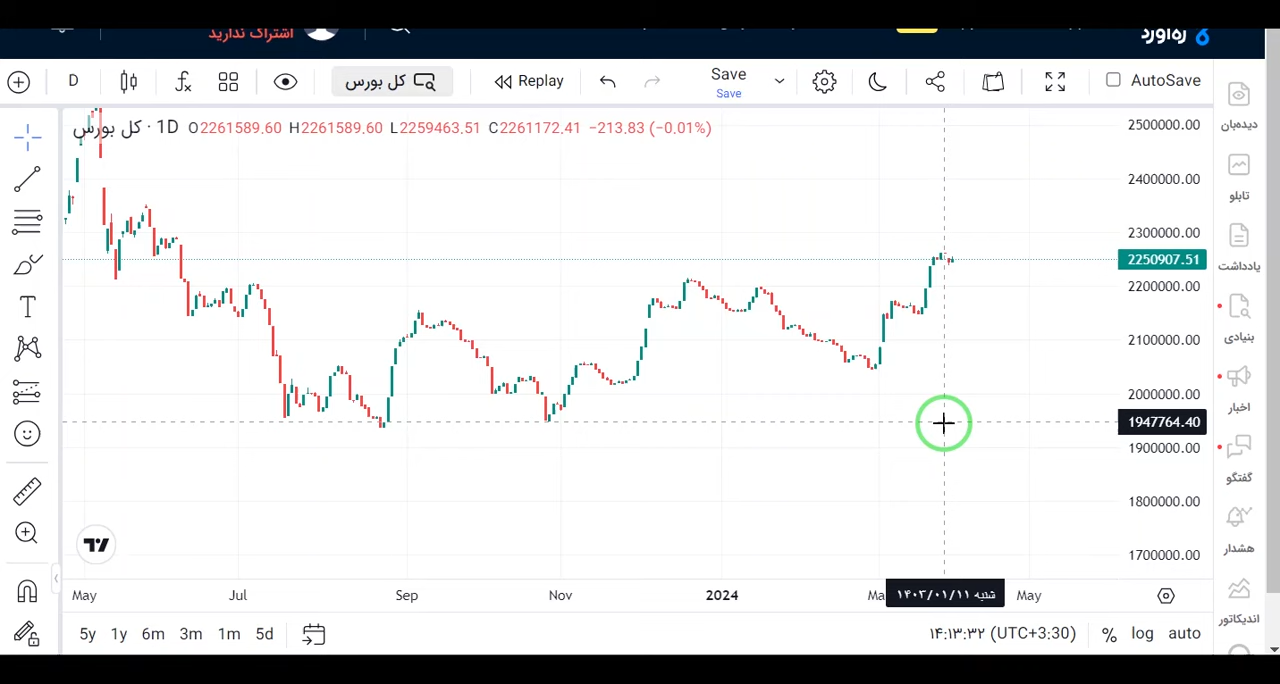 اشتراک ندارید
ره‌آورد
D
کل بورس
Replay
Save
Save
AutoSave
کل بورس · 1D O2261589.60 H2261589.60 L2259463.51 C2261172.41 −213.83 (−0.01%)
2500000.00
2400000.00
2300000.00
2250907.51
2200000.00
2100000.00
2000000.00
1947764.40
1900000.00
1800000.00
1700000.00
دیده‌بان
تابلو
یادداشت
بنیادی
اخبار
گفتگو
هشدار
اندیکاتور
May
Jul
Sep
Nov
2024
Ma
شنبه ۱۴۰۳/۰۱/۱۱
May
5y 1y 6m 3m 1m 5d
۱۴:۱۳:۳۲ (UTC+3:30)
% log auto